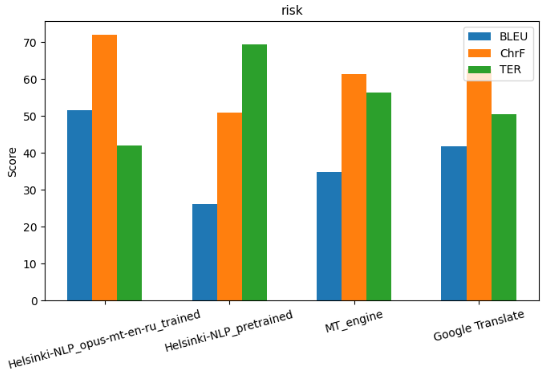 risk
BLEU
ChrF
TER
Score
70
60
50
40
30
20
10
0
Helsinki-NLP_opus-mt-en-ru_trained
Helsinki-NLP_pretrained
MT_engine
Google Translate